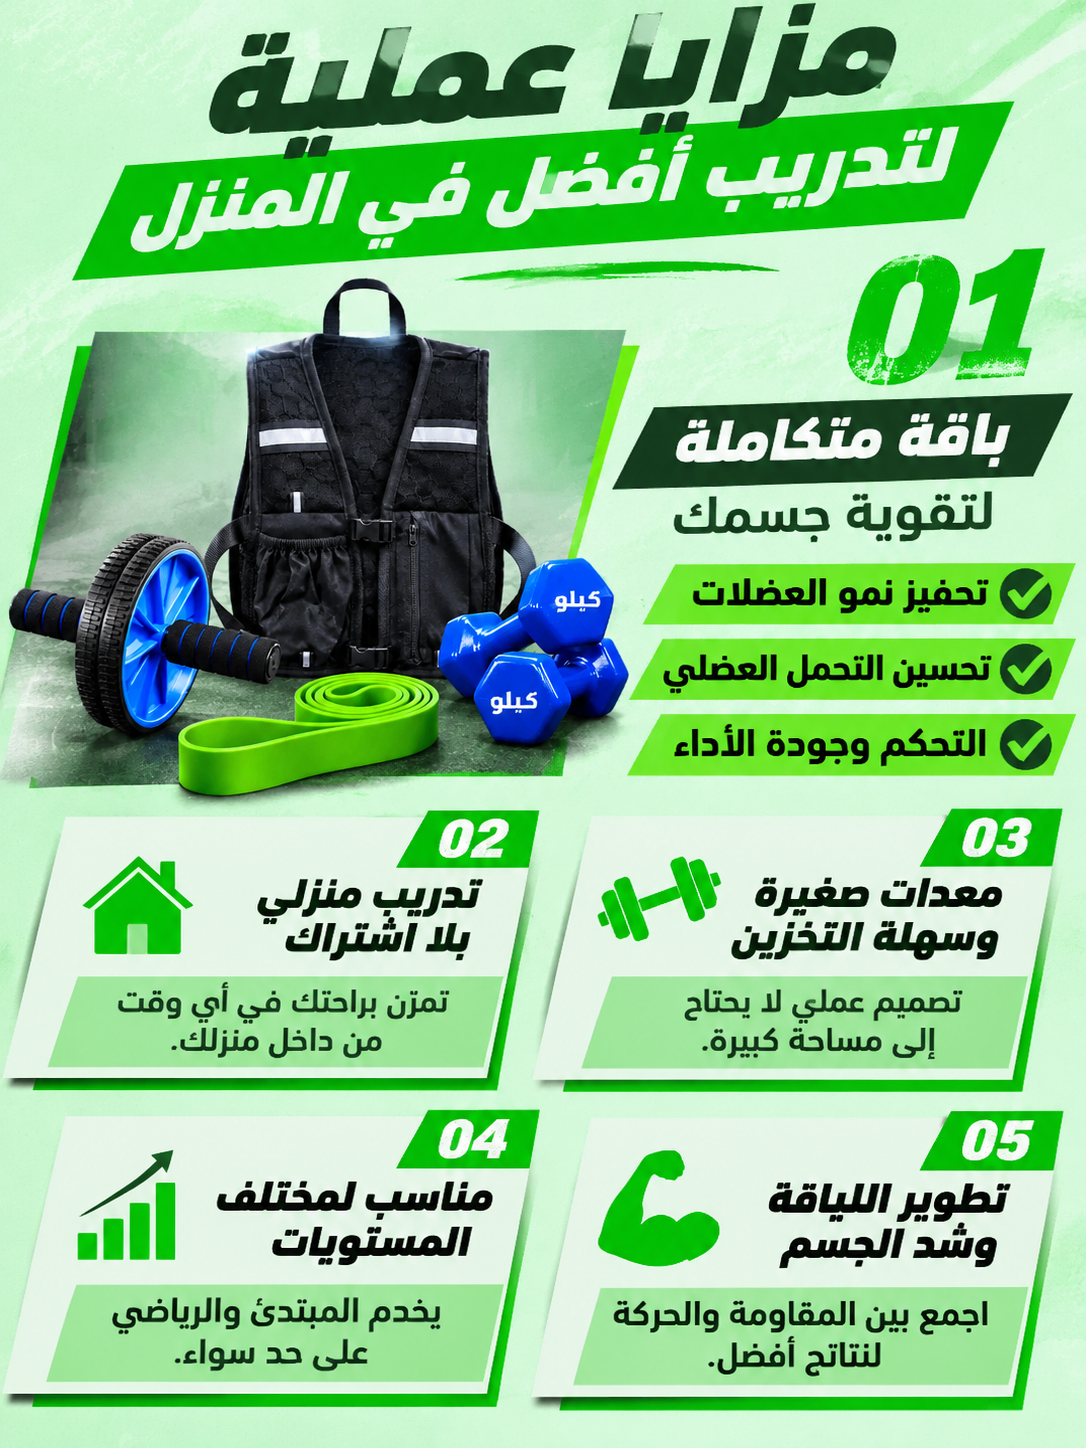 مزايا عملية
لتدريب أفضل في المنزل
01
باقة متكاملة
لتقوية جسمك
تحفيز نمو العضلات
تحسين التحمل العضلي
التحكم وجودة الأداء
كيلو
كيلو
02
تدريب منزلي
بلا اشتراك
تمرّن براحتك في أي وقت
من داخل منزلك.
03
معدات صغيرة
وسهلة التخزين
تصميم عملي لا يحتاج
إلى مساحة كبيرة.
04
مناسب لمختلف
المستويات
يخدم المبتدئ والرياضي
على حد سواء.
05
تطوير اللياقة
وشد الجسم
اجمع بين المقاومة والحركة
لنتائج أفضل.